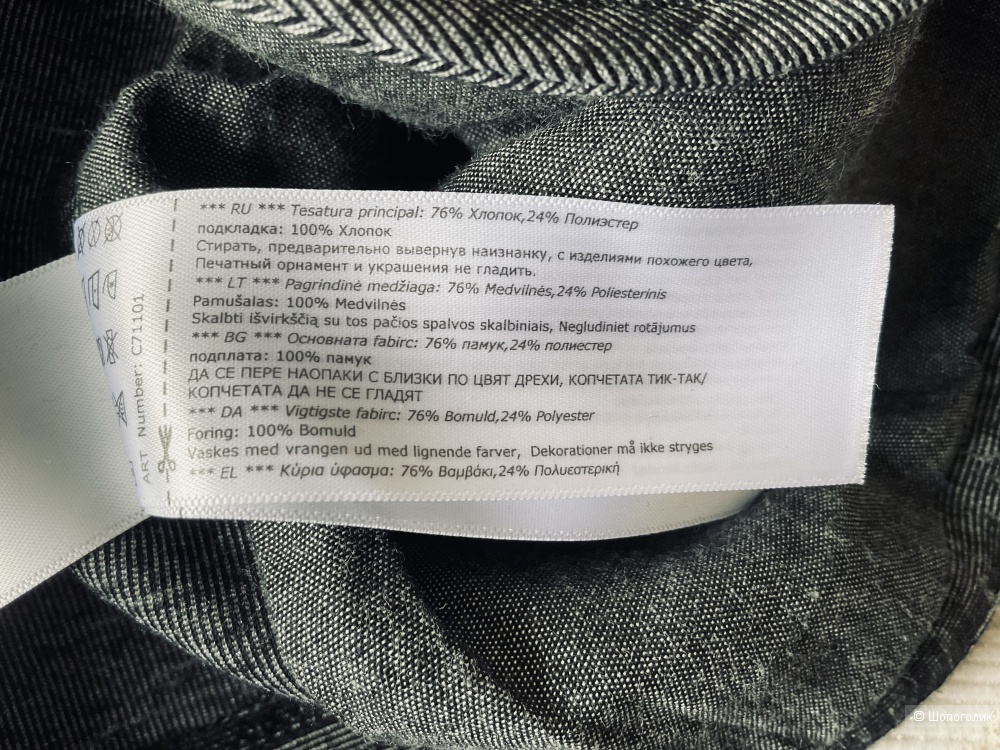 *** RU *** Tesatura principal: 76% Хлопок,24% Полиэстер
подкладка: 100% Хлопок
Стирать, предварительно вывернув наизнанку, с изделиями похожего цвета,
Печатный орнамент и украшения не гладить.
*** LT *** Pagrindinė medžiaga: 76% Medvilnės,24% Poliesterinis
Pamušalas: 100% Medvilnės
Skalbti išvirkščią su tos pačios spalvos skalbiniais, Negludiniet rotājumus
*** BG *** Основната fabirc: 76% памук,24% полиестер
подплата: 100% памук
ДА СЕ ПЕРЕ НАОПАКИ С БЛИЗКИ ПО ЦВЯТ ДРЕХИ, КОПЧЕТАТА ТИК-ТАК/
КОПЧЕТАТА ДА НЕ СЕ ГЛАДЯТ
*** DA *** Vigtigste fabirc: 76% Bomuld,24% Polyester
Foring: 100% Bomuld
Vaskes med vrangen ud med lignende farver, Dekorationer må ikke stryges
*** EL *** Κύρια ύφασμα: 76% Βαμβάκι,24% Πολυεστερική
ART Number: C71101
© Шопоголик